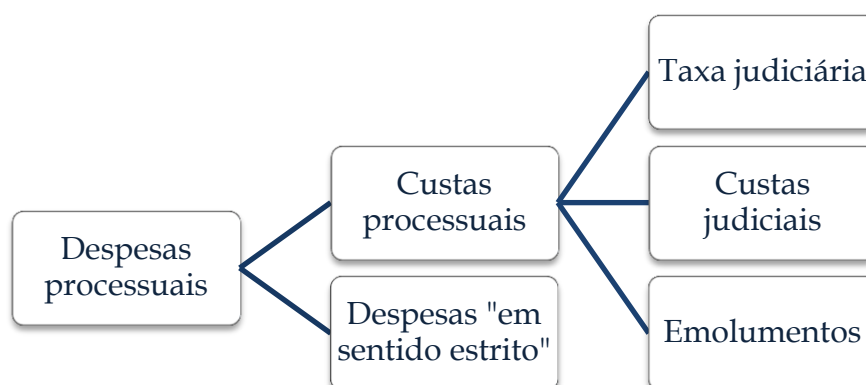 Despesas
processuais
Custas
processuais
Despesas "em
sentido estrito"
Taxa judiciária
Custas
judiciais
Emolumentos